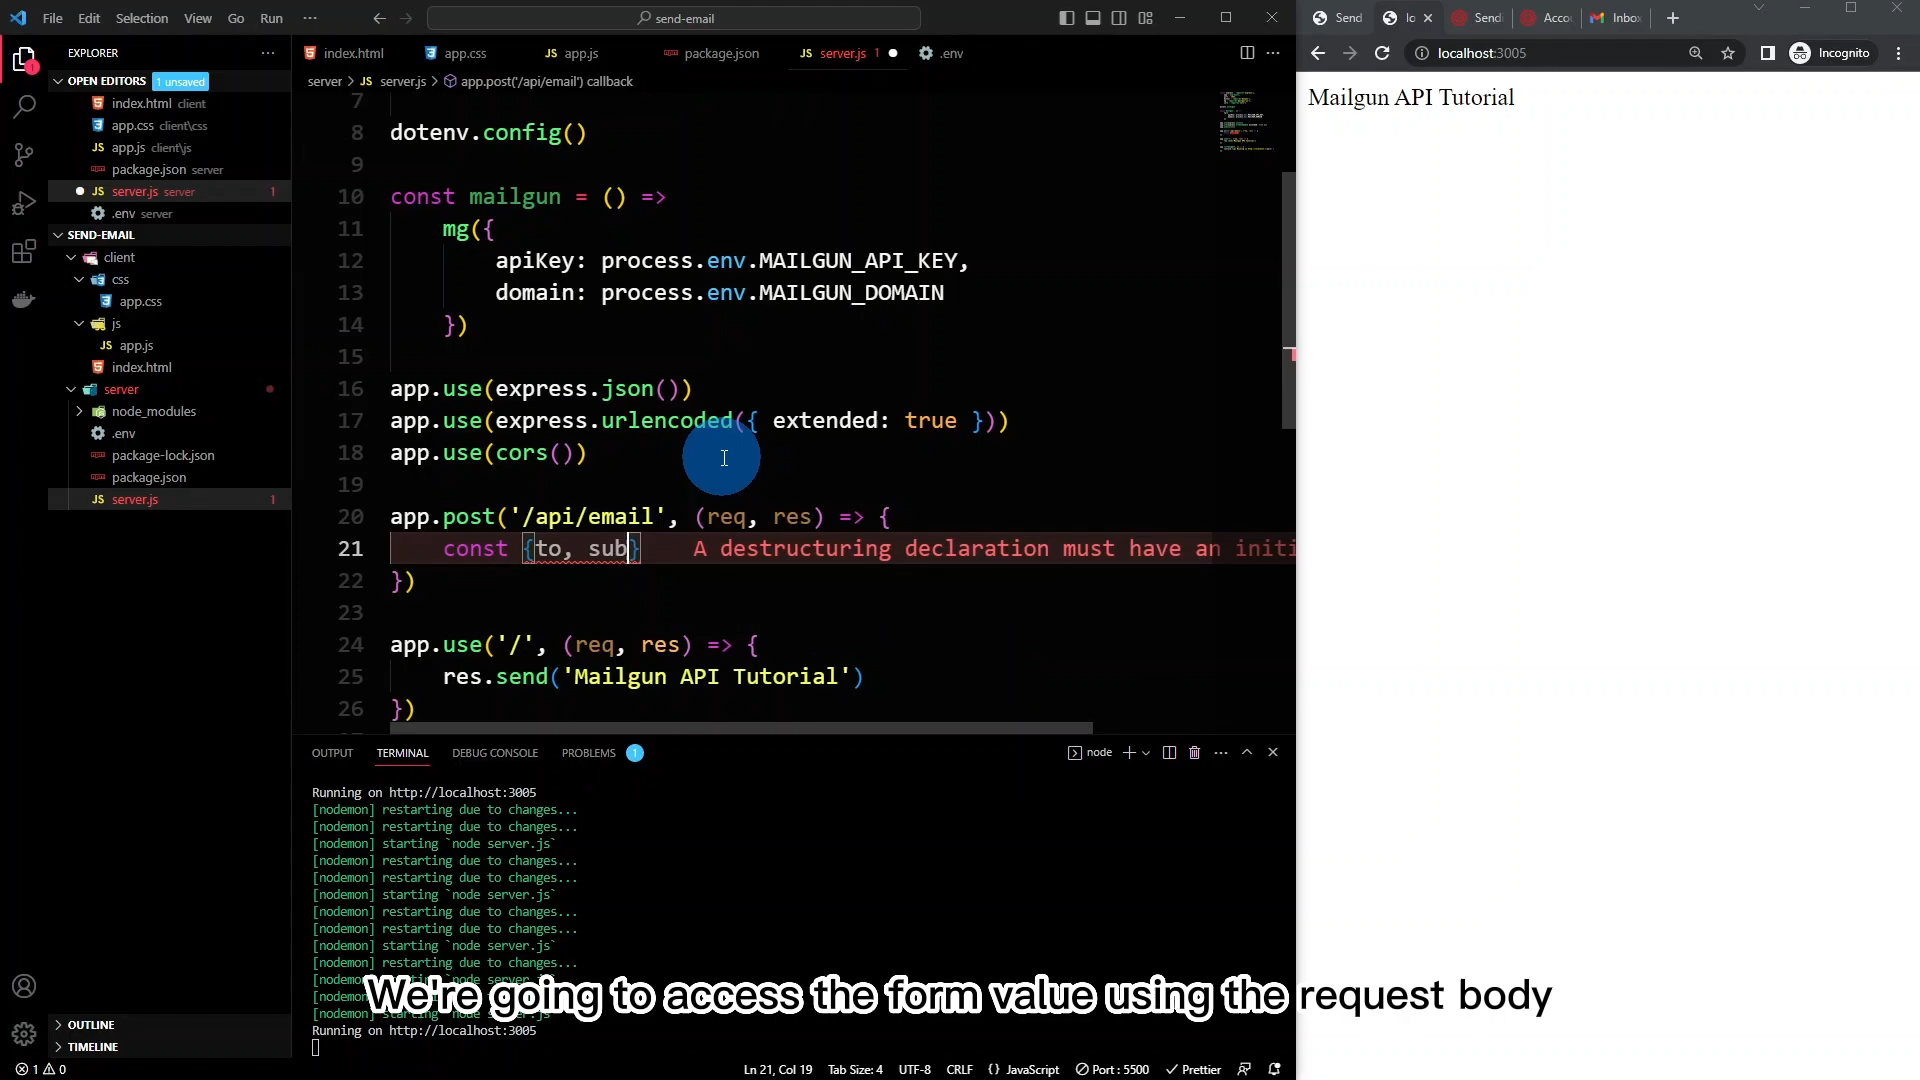 File Edit Selection View Go Run ···
send-email
EXPLORER
OPEN EDITORS 1 unsaved
index.html client
app.css client\css
app.js client\js
package.json server
server.js server 1
.env server
SEND-EMAIL
client
css
app.css
js
app.js
index.html
server
node_modules
.env
package-lock.json
package.json
server.js 1
OUTLINE
TIMELINE
index.html app.css app.js package.json server.js 1 .env
server > JS server.js > app.post('/api/email') callback
7
8 dotenv.config()
9
10 const mailgun = () =>
11 mg({
12 apiKey: process.env.MAILGUN_API_KEY,
13 domain: process.env.MAILGUN_DOMAIN
14 })
15
16 app.use(express.json())
17 app.use(express.urlencoded({ extended: true }))
18 app.use(cors())
19
20 app.post('/api/email', (req, res) => {
21 const {to, sub} A destructuring declaration must have an initi
22 })
23
24 app.use('/', (req, res) => {
25 res.send('Mailgun API Tutorial')
26 })
OUTPUT TERMINAL DEBUG CONSOLE PROBLEMS 1 node
Running on http://localhost:3005
[nodemon] restarting due to changes...
[nodemon] restarting due to changes...
[nodemon] starting `node server.js`
[nodemon] restarting due to changes...
[nodemon] restarting due to changes...
[nodemon] starting `node server.js`
[nodemon] restarting due to changes...
[nodemon] restarting due to changes...
[nodemon] starting `node server.js`
[nodemon] restarting due to changes...
We're going to access the form value using the request body
Running on http://localhost:3005
1 0 Ln 21, Col 19 Tab Size: 4 UTF-8 CRLF {} JavaScript Port : 5500 Prettier
Send Sendi Acco Inbo
localhost:3005 Incognito
Mailgun API Tutorial